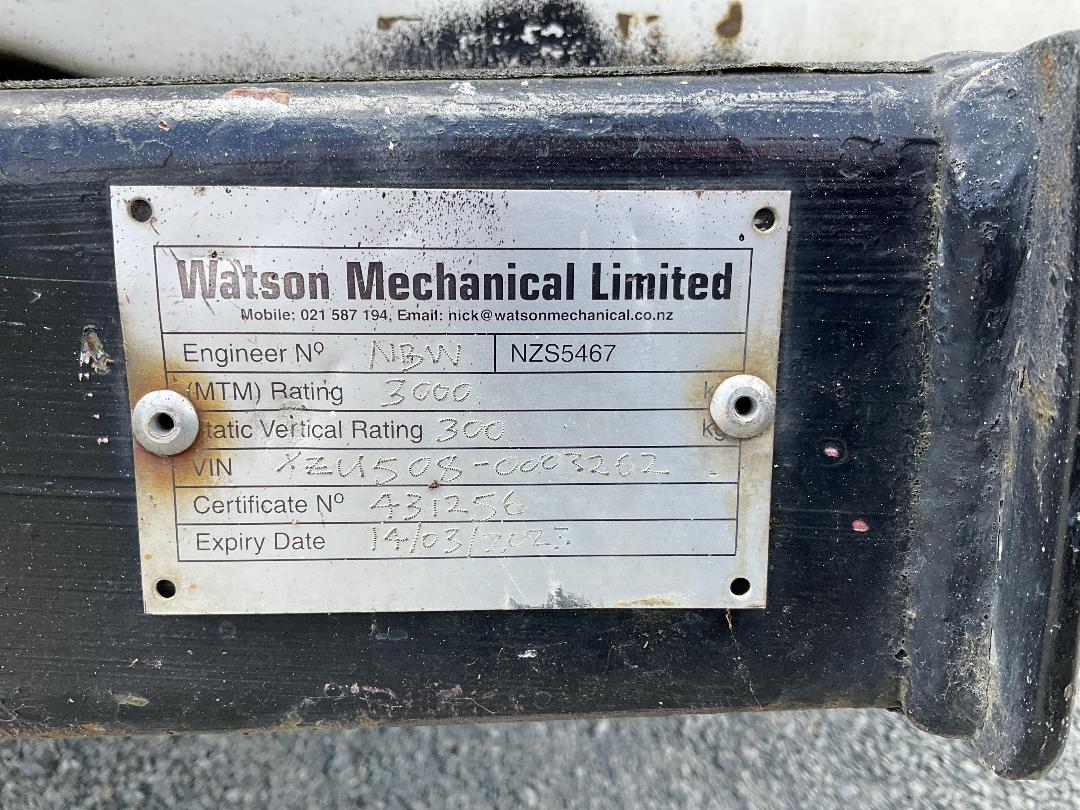 Watson Mechanical Limited
Mobile: 021 587 194, Email: nick@watsonmechanical.co.nz
Engineer Nº NBW NZS5467
(MTM) Rating 3000 k
tatic Vertical Rating 300 kg
VIN XZU508-0003262
Certificate Nº 431256
Expiry Date 14/03/2023